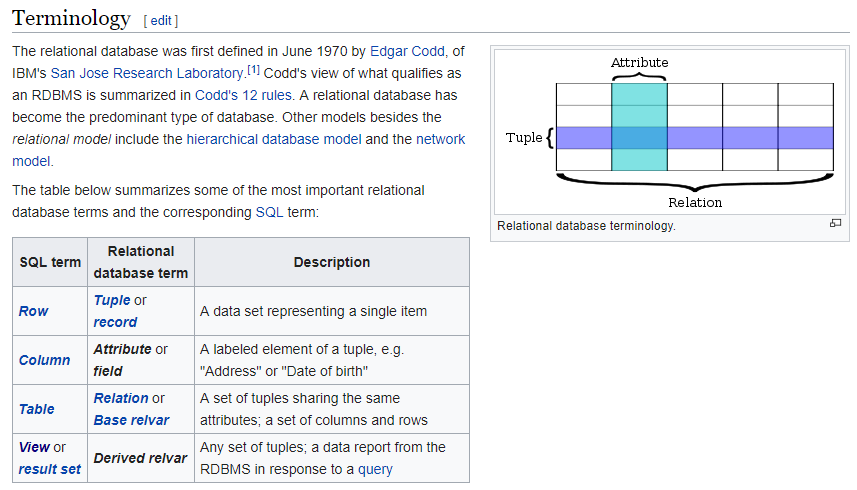 Terminology [ edit ]
The relational database was first defined in June 1970 by Edgar Codd, of
IBM's San Jose Research Laboratory.[1] Codd's view of what qualifies as
an RDBMS is summarized in Codd's 12 rules. A relational database has
become the predominant type of database. Other models besides the
relational model include the hierarchical database model and the network
model.
The table below summarizes some of the most important relational
database terms and the corresponding SQL term:
Attribute
Tuple
Relation
Relational database terminology.
SQL term
Relational
database term
Description
Row
Tuple or
record
A data set representing a single item
Column
Attribute or
field
A labeled element of a tuple, e.g.
"Address" or "Date of birth"
Table
Relation or
Base relvar
A set of tuples sharing the same
attributes; a set of columns and rows
View or
result set
Derived relvar
Any set of tuples; a data report from the
RDBMS in response to a query